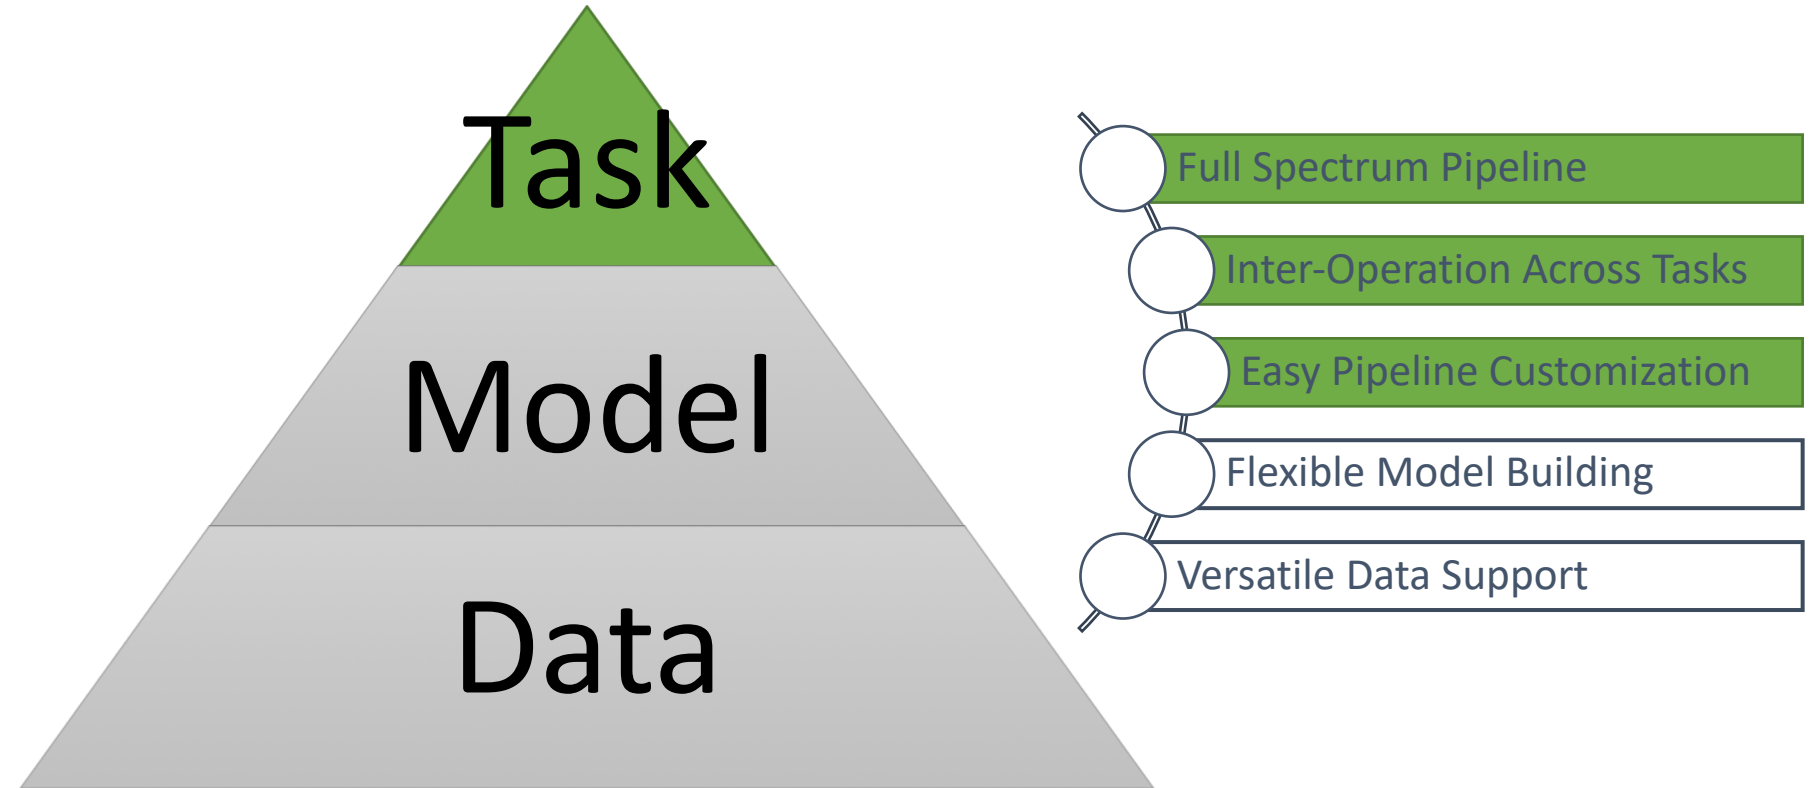 Task
Model
Data
Full Spectrum Pipeline
Inter-Operation Across Tasks
Easy Pipeline Customization
Flexible Model Building
Versatile Data Support